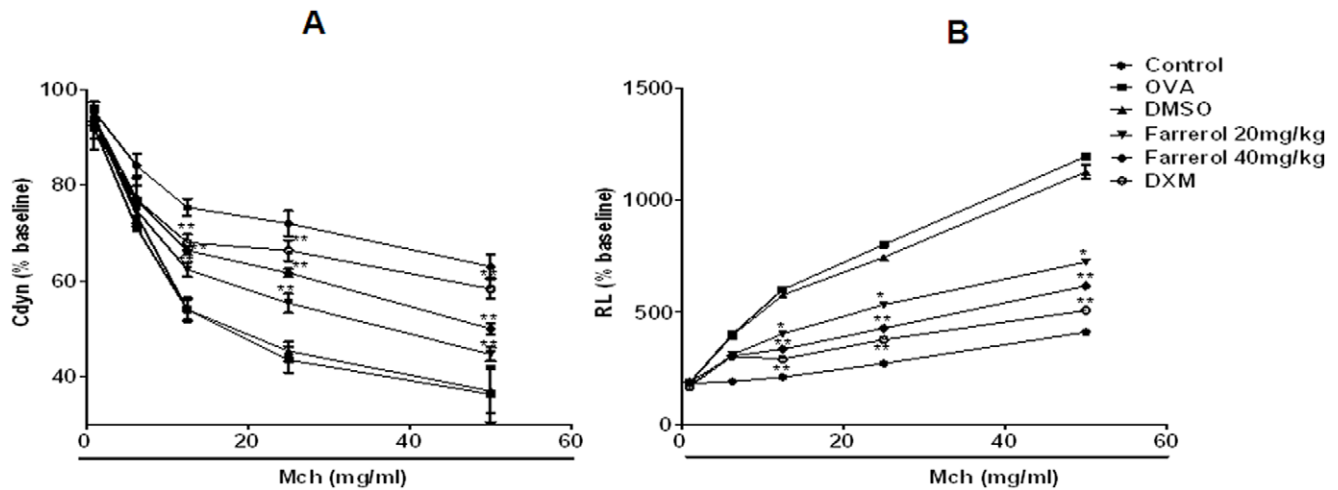 A
B
100
80
60
40
Cdyn (% baseline)
0
20
40
60
Mch (mg/ml)
**
**
**
**
**
**
**
**
**
**
1500
1000
500
0
RL (% baseline)
0
20
40
60
Mch (mg/ml)
*
**
**
*
**
**
*
**
**
Control
OVA
DMSO
Farrerol 20mg/kg
Farrerol 40mg/kg
DXM